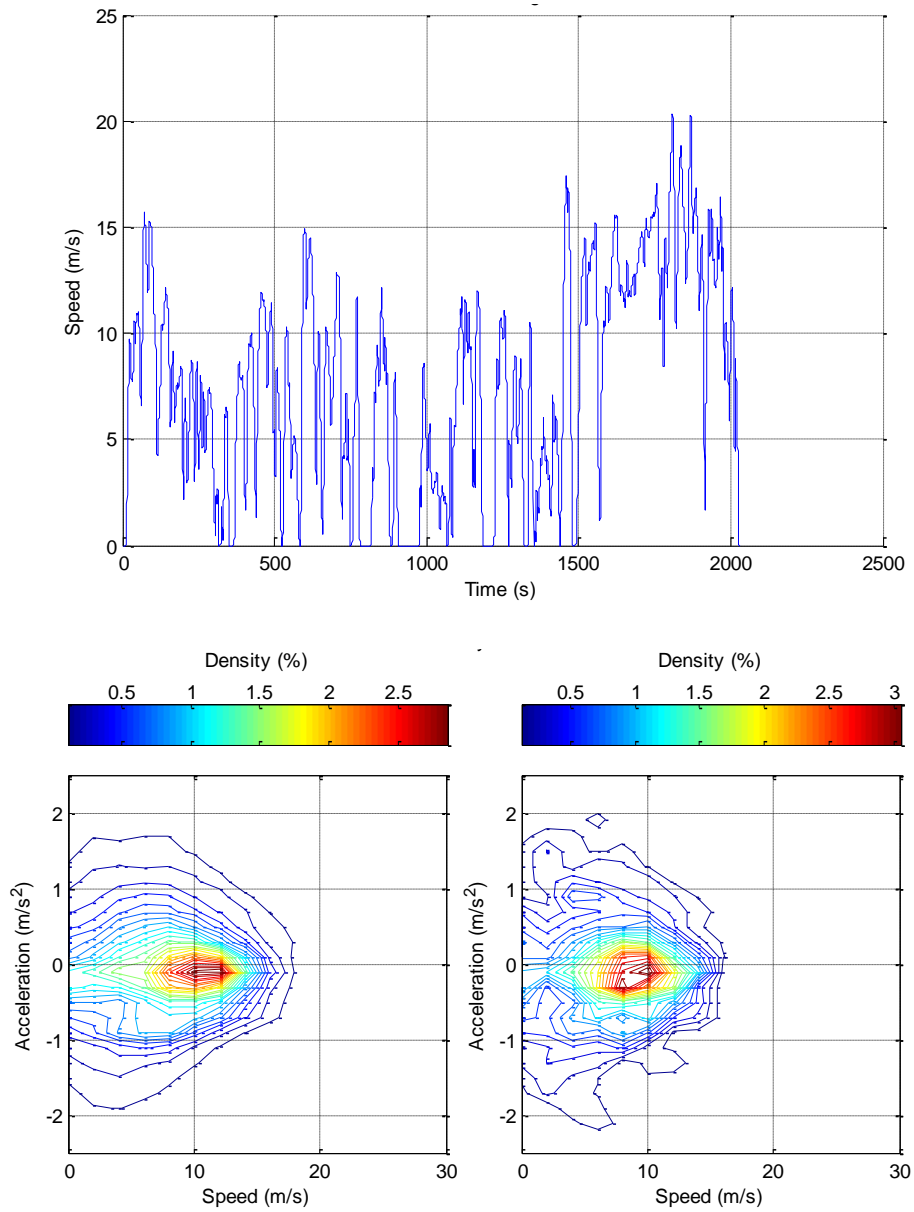 25
20
15
10
5
0
Speed (m/s)
0 500 1000 1500 2000 2500
Time (s)
Density (%) Density (%)
0.5 1 1.5 2 2.5 0.5 1 1.5 2 2.5 3
2 2
1 1
0 0
-1 -1
-2 -2
Acceleration (m/s²) Acceleration (m/s²)
0 10 20 30 0 10 20 30
Speed (m/s) Speed (m/s)